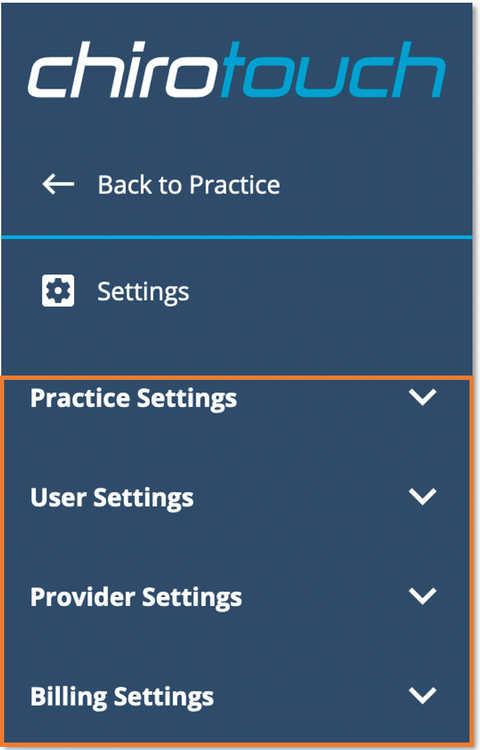 chirotouch
Back to Practice
Settings
Practice Settings
User Settings
Provider Settings
Billing Settings